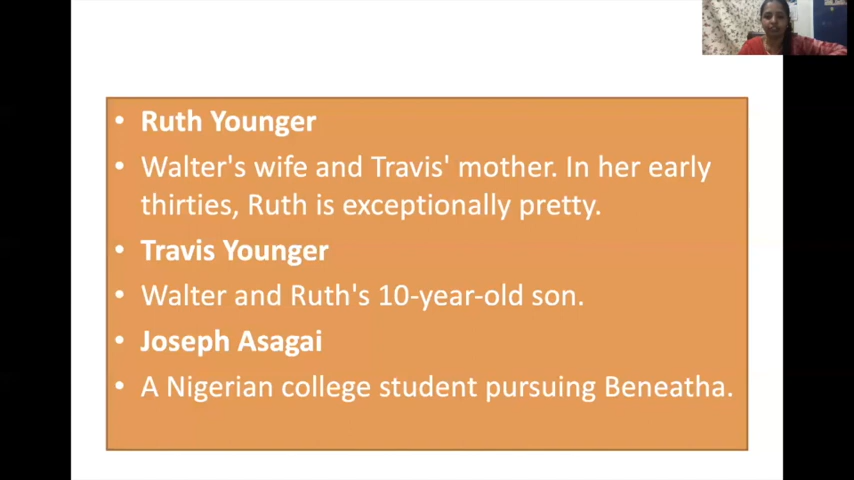 • Ruth Younger
• Walter's wife and Travis' mother. In her early
thirties, Ruth is exceptionally pretty.
• Travis Younger
• Walter and Ruth's 10-year-old son.
• Joseph Asagai
• A Nigerian college student pursuing Beneatha.